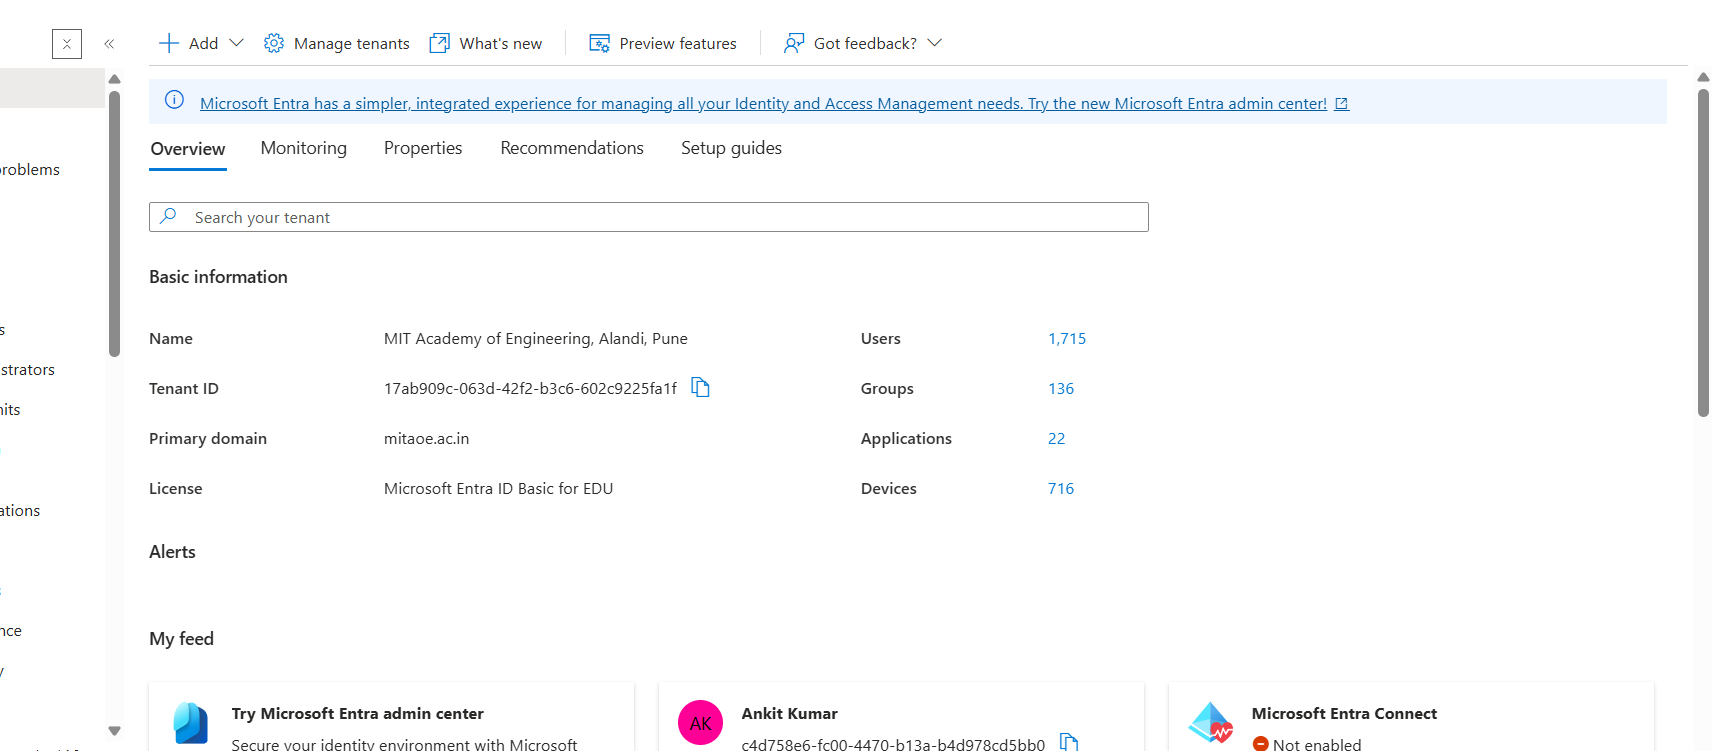 Add
Manage tenants
What's new
Preview features
Got feedback?
Microsoft Entra has a simpler, integrated experience for managing all your Identity and Access Management needs. Try the new Microsoft Entra admin center!
Overview
Monitoring
Properties
Recommendations
Setup guides
roblems
s
strators
ations
nce
Search your tenant
Basic information
Name
MIT Academy of Engineering, Alandi, Pune
Users
1,715
Tenant ID
17ab909c-063d-42f2-b3c6-602c9225fa1f
Groups
136
Primary domain
mitaoe.ac.in
Applications
22
License
Microsoft Entra ID Basic for EDU
Devices
716
Alerts
My feed
Try Microsoft Entra admin center
Secure your identity environment with Microsoft
AK
Ankit Kumar
c4d758e6-fc00-4470-b13a-b4d978cd5bb0
Microsoft Entra Connect
Not enabled